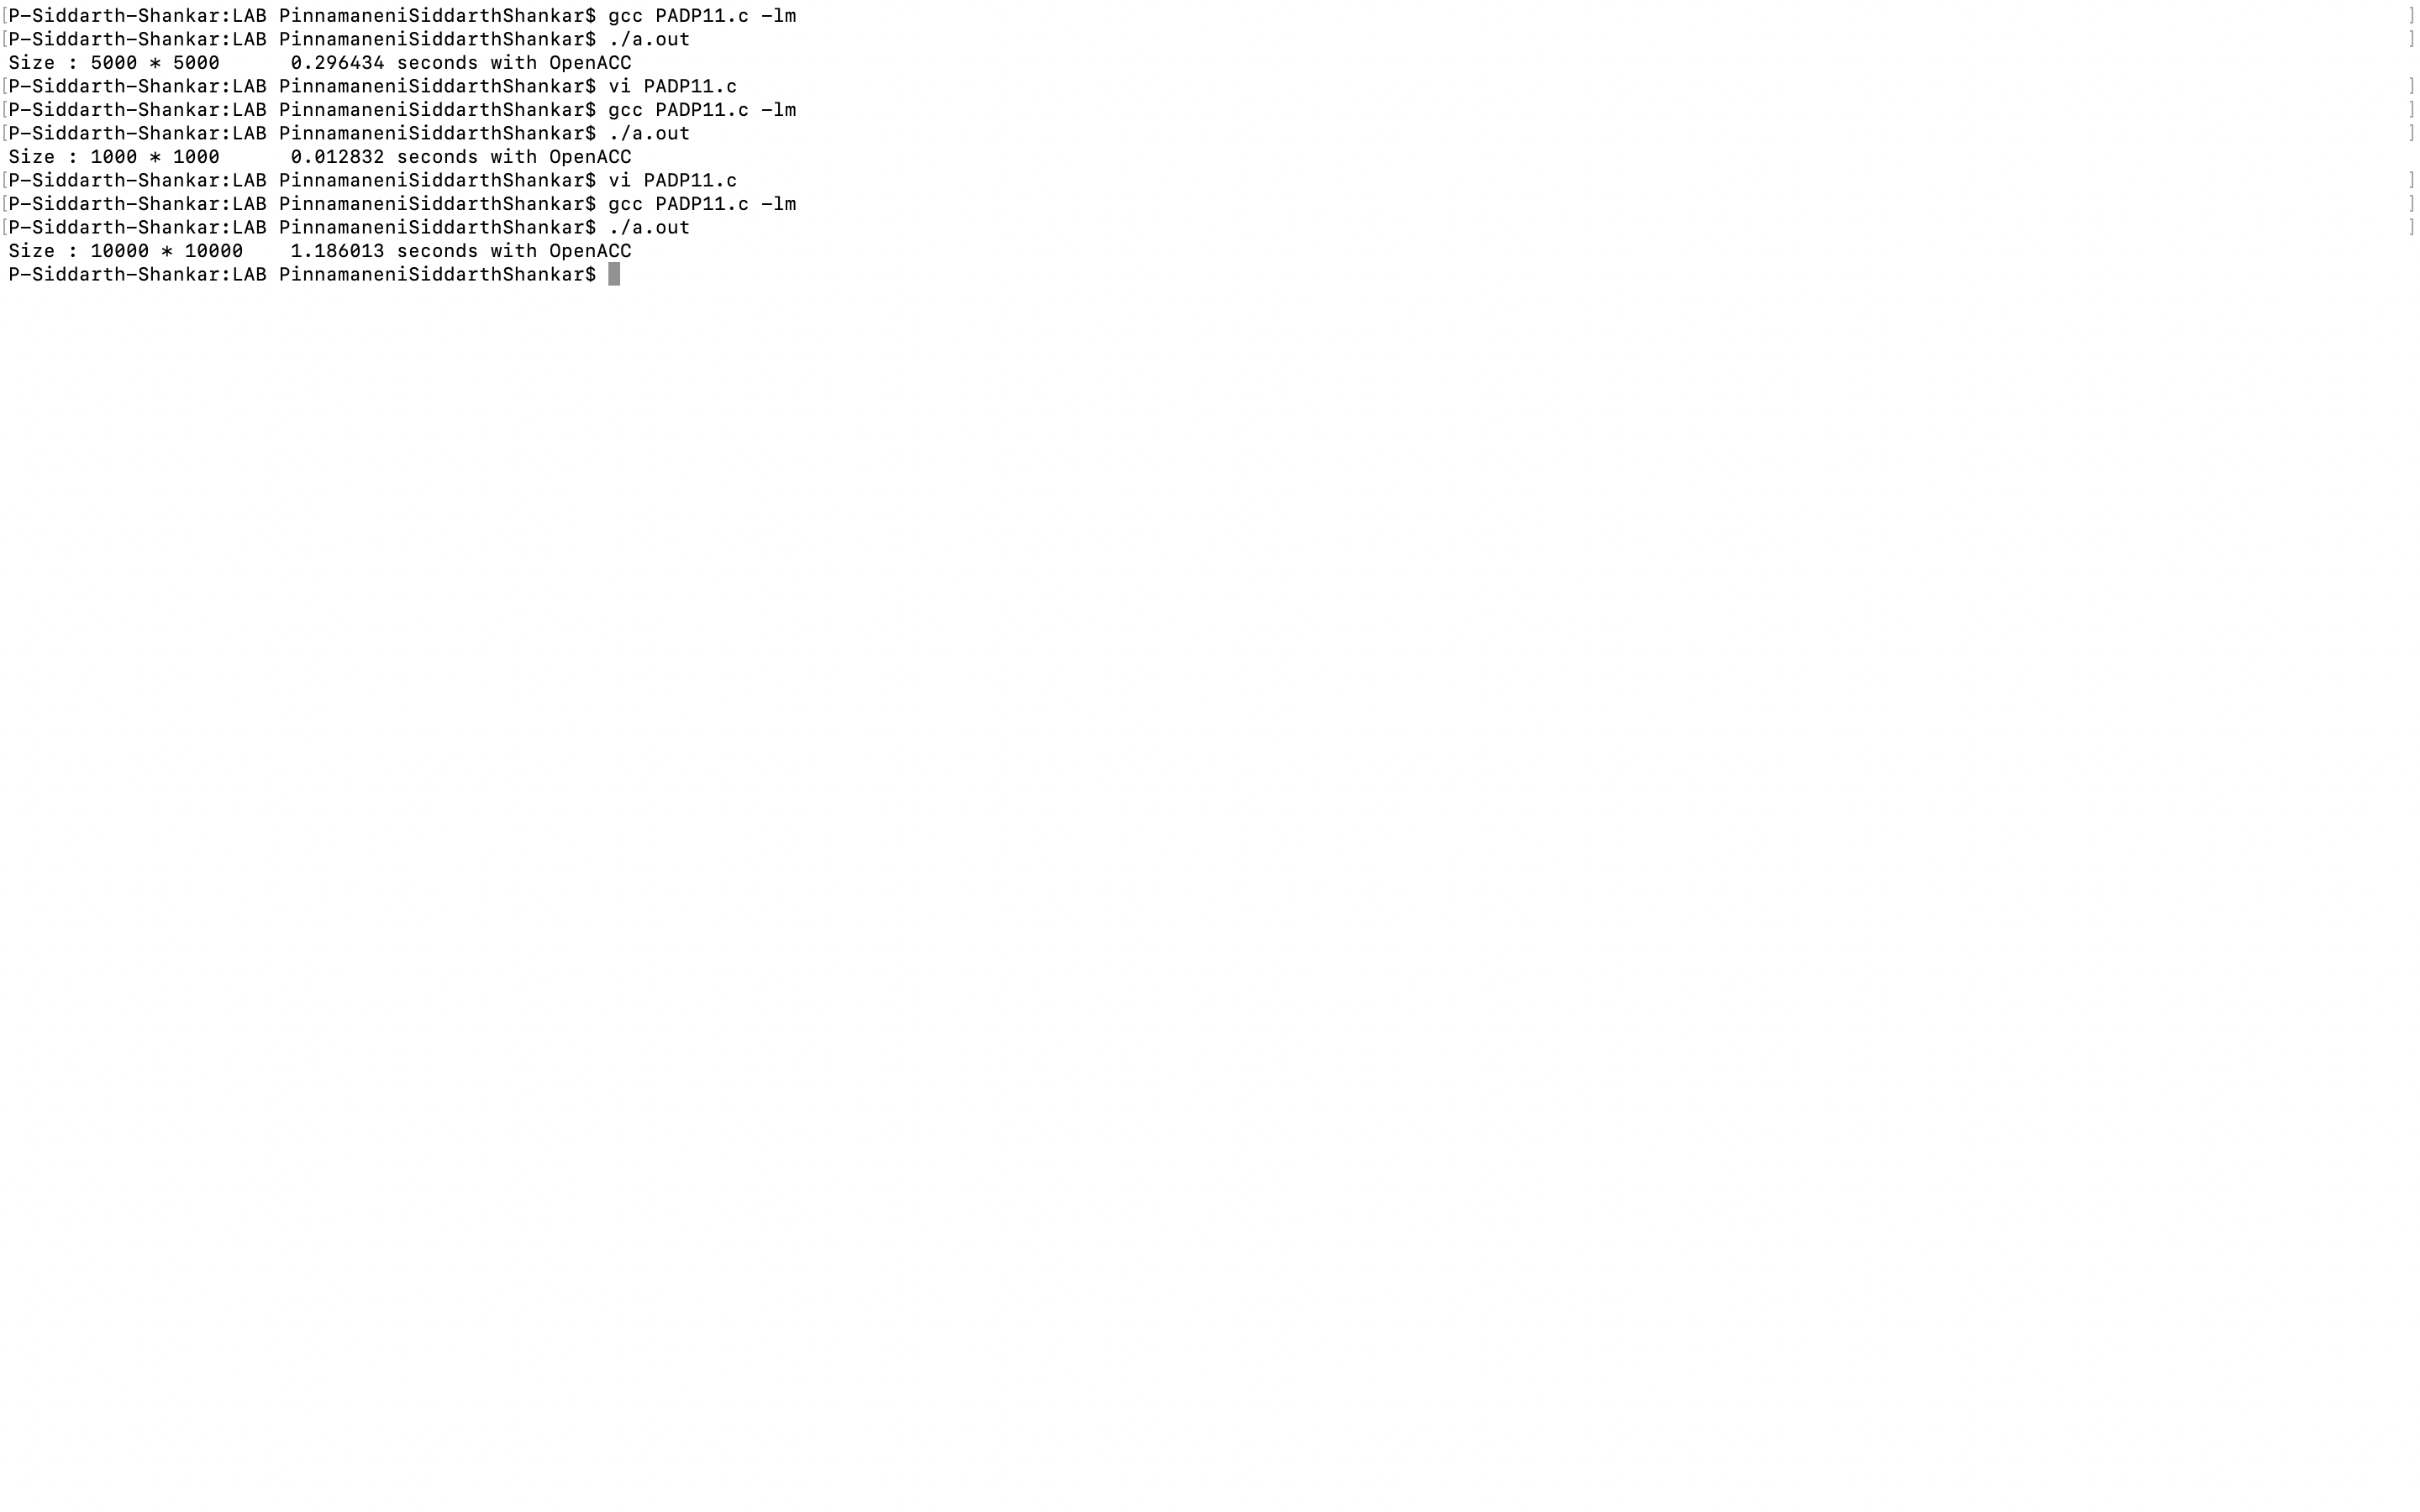 [P-Siddarth-Shankar:LAB PinnamaneniSiddarthShankar$ gcc PADP11.c -lm ]
[P-Siddarth-Shankar:LAB PinnamaneniSiddarthShankar$ ./a.out ]
Size : 5000 * 5000      0.296434 seconds with OpenACC
[P-Siddarth-Shankar:LAB PinnamaneniSiddarthShankar$ vi PADP11.c ]
[P-Siddarth-Shankar:LAB PinnamaneniSiddarthShankar$ gcc PADP11.c -lm ]
[P-Siddarth-Shankar:LAB PinnamaneniSiddarthShankar$ ./a.out ]
Size : 1000 * 1000      0.012832 seconds with OpenACC
[P-Siddarth-Shankar:LAB PinnamaneniSiddarthShankar$ vi PADP11.c ]
[P-Siddarth-Shankar:LAB PinnamaneniSiddarthShankar$ gcc PADP11.c -lm ]
[P-Siddarth-Shankar:LAB PinnamaneniSiddarthShankar$ ./a.out ]
Size : 10000 * 10000    1.186013 seconds with OpenACC
P-Siddarth-Shankar:LAB PinnamaneniSiddarthShankar$